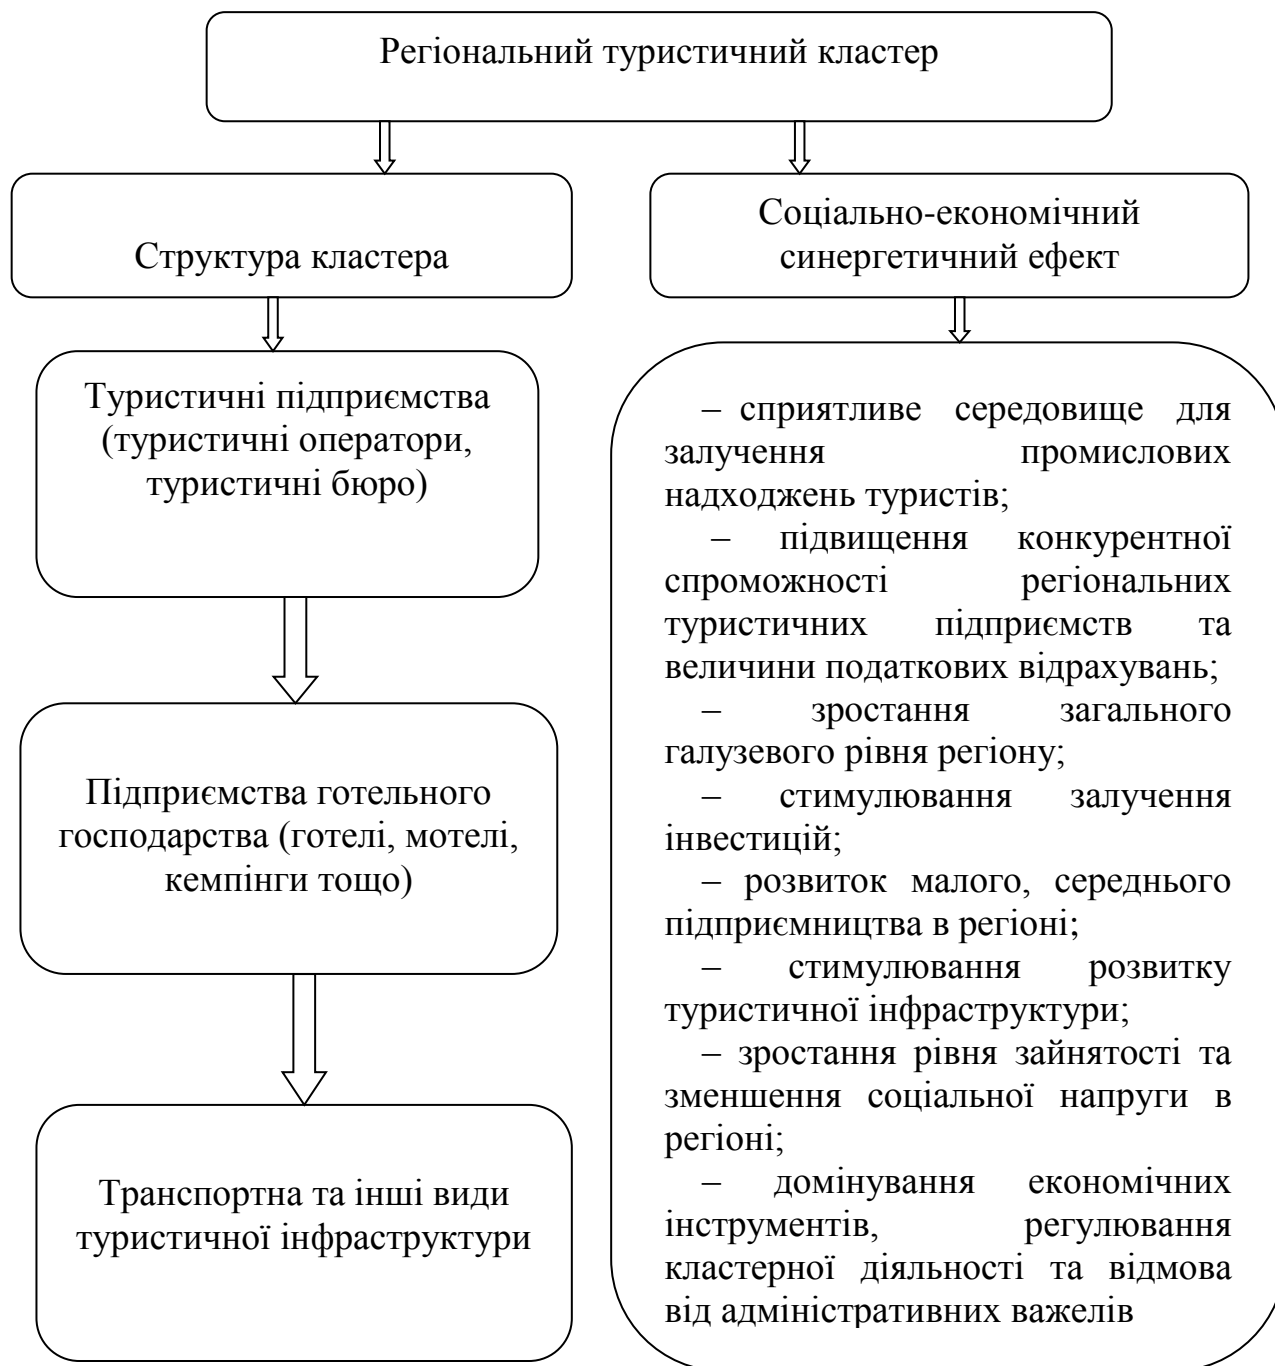 Регіональний туристичний кластер
Структура кластера
Соціально-економічний
синергетичний ефект
Туристичні підприємства
(туристичні оператори,
туристичні бюро)
Підприємства готельного
господарства (готелі, мотелі,
кемпінги тощо)
Транспортна та інші види
туристичної інфраструктури
– сприятливе середовище для
залучення промислових
надходжень туристів;
– підвищення конкурентної
спроможності регіональних
туристичних підприємств та
величини податкових відрахувань;
– зростання загального
галузевого рівня регіону;
– стимулювання залучення
інвестицій;
– розвиток малого, середнього
підприємництва в регіоні;
– стимулювання розвитку
туристичної інфраструктури;
– зростання рівня зайнятості та
зменшення соціальної напруги в
регіоні;
– домінування економічних
інструментів, регулювання
кластерної діяльності та відмова
від адміністративних важелів